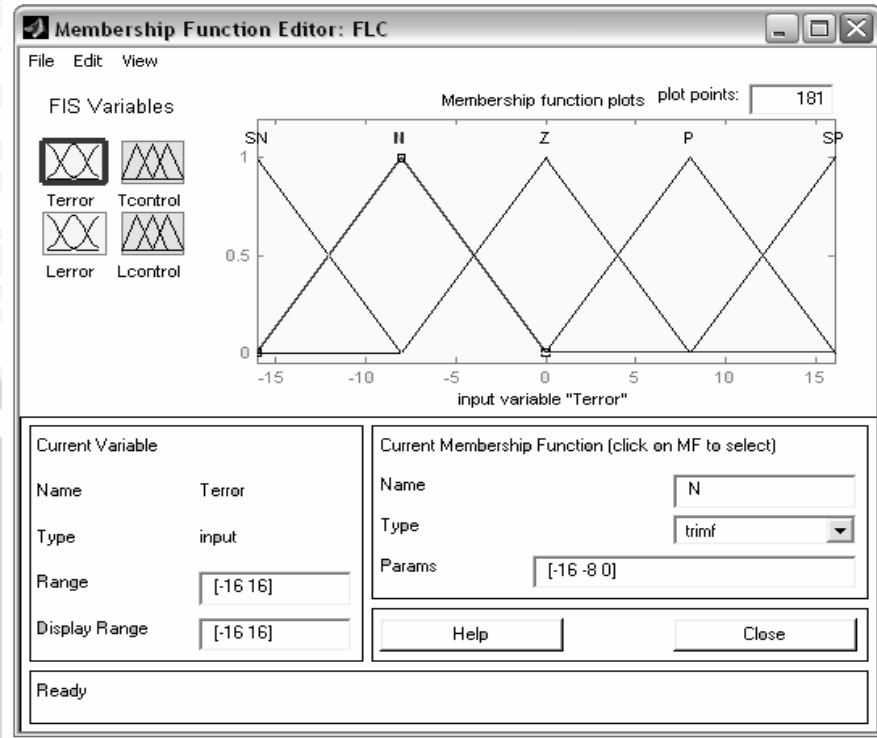 Membership Function Editor: FLC
File Edit View
FIS Variables
Terror Tcontrol
Lerror Lcontrol
Membership function plots plot points: 181
SN N Z P SP
1
0.5
0
-15 -10 -5 0 5 10 15
input variable "Terror"
Current Variable
Name Terror
Type input
Range [-16 16]
Display Range [-16 16]
Current Membership Function (click on MF to select)
Name N
Type trimf
Params [-16 -8 0]
Help Close
Ready